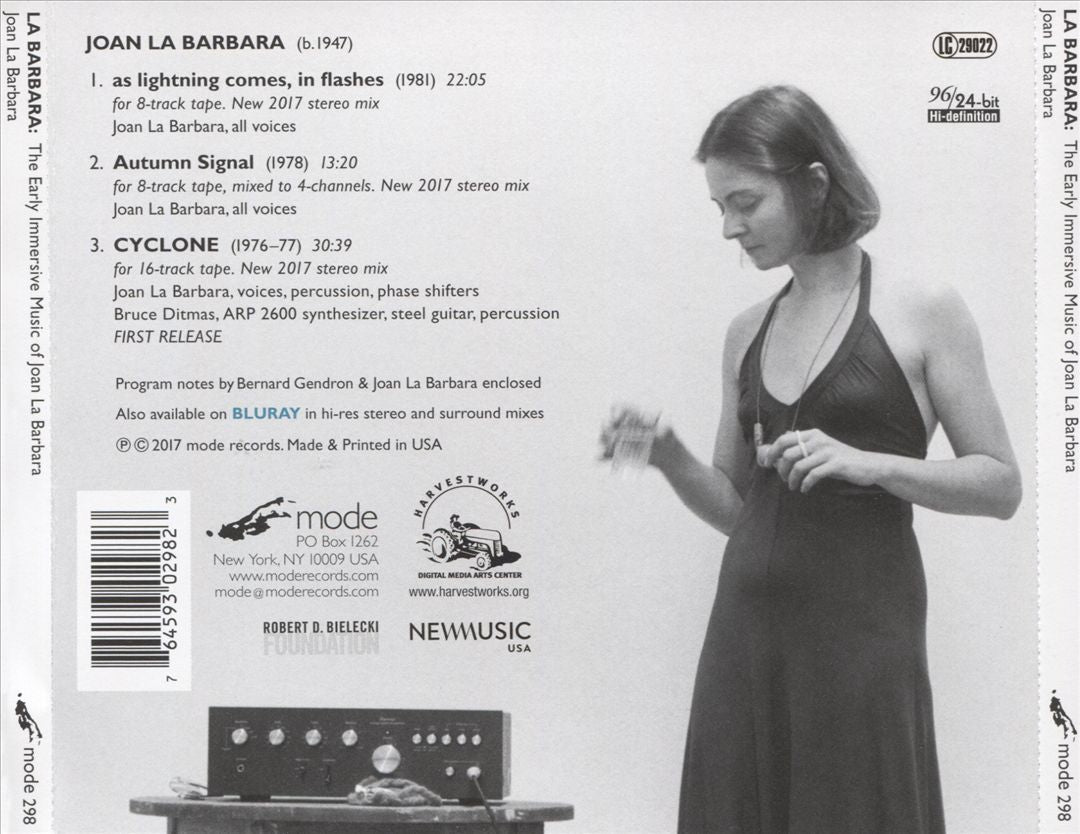 LA BARBARA: The Early Immersive Music of Joan La Barbara
Joan La Barbara
mode 298
JOAN LA BARBARA (b.1947)
1. as lightning comes, in flashes (1981) 22:05
for 8-track tape. New 2017 stereo mix
Joan La Barbara, all voices
2. Autumn Signal (1978) 13:20
for 8-track tape, mixed to 4-channels. New 2017 stereo mix
Joan La Barbara, all voices
3. CYCLONE (1976–77) 30:39
for 16-track tape. New 2017 stereo mix
Joan La Barbara, voices, percussion, phase shifters
Bruce Ditmas, ARP 2600 synthesizer, steel guitar, percussion
FIRST RELEASE
Program notes by Bernard Gendron & Joan La Barbara enclosed
Also available on BLURAY in hi-res stereo and surround mixes
℗ © 2017 mode records. Made & Printed in USA
LC 29022
96/24-bit
Hi-definition
7 64593 02982 3
mode
PO Box 1262
New York, NY 10009 USA
www.moderecords.com
mode@moderecords.com
HARVESTWORKS
DIGITAL MEDIA ARTS CENTER
www.harvestworks.org
ROBERT D. BIELECKI
FOUNDATION
NEWMUSIC
USA
LA BARBARA: The Early Immersive Music of Joan La Barbara
Joan La Barbara
mode 298